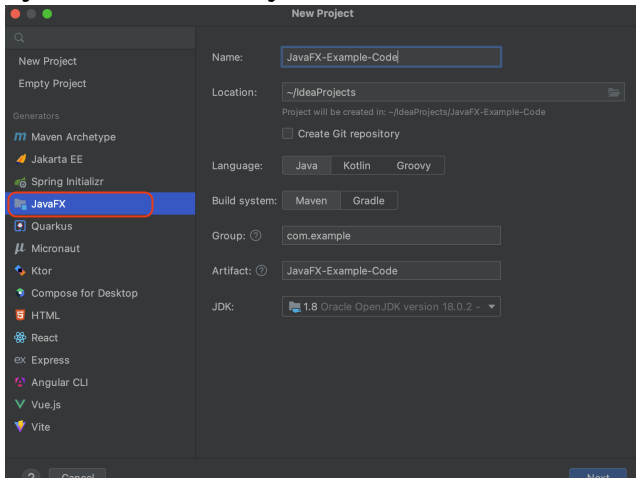 New Project
New Project
Empty Project
Generators
Maven Archetype
Jakarta EE
Spring Initializr
JavaFX
Quarkus
Micronaut
Ktor
Compose for Desktop
HTML
React
ex Express
Angular CLI
Vue.js
Vite
Name: JavaFX-Example-Code
Location: ~/IdeaProjects
Project will be created in: ~/IdeaProjects/JavaFX-Example-Code
Create Git repository
Language: Java Kotlin Groovy
Build system: Maven Gradle
Group: ? com.example
Artifact: ? JavaFX-Example-Code
JDK: 1.8 Oracle OpenJDK version 18.0.2 -
? Cancel Next